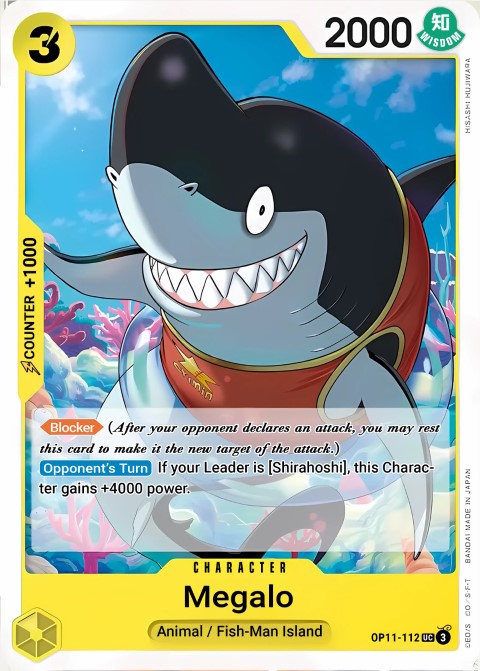 3
2000
知
WISDOM
HISASHI FUJIWARA
COUNTER +1000
CRIMIN
Blocker (After your opponent declares an attack, you may rest
this card to make it the new target of the attack.)
Opponent's Turn If your Leader is [Shirahoshi], this Charac-
ter gains +4000 power.
CHARACTER
Megalo
Animal / Fish-Man Island
OP11-112 UC 3
BANDAI MADE IN JAPAN